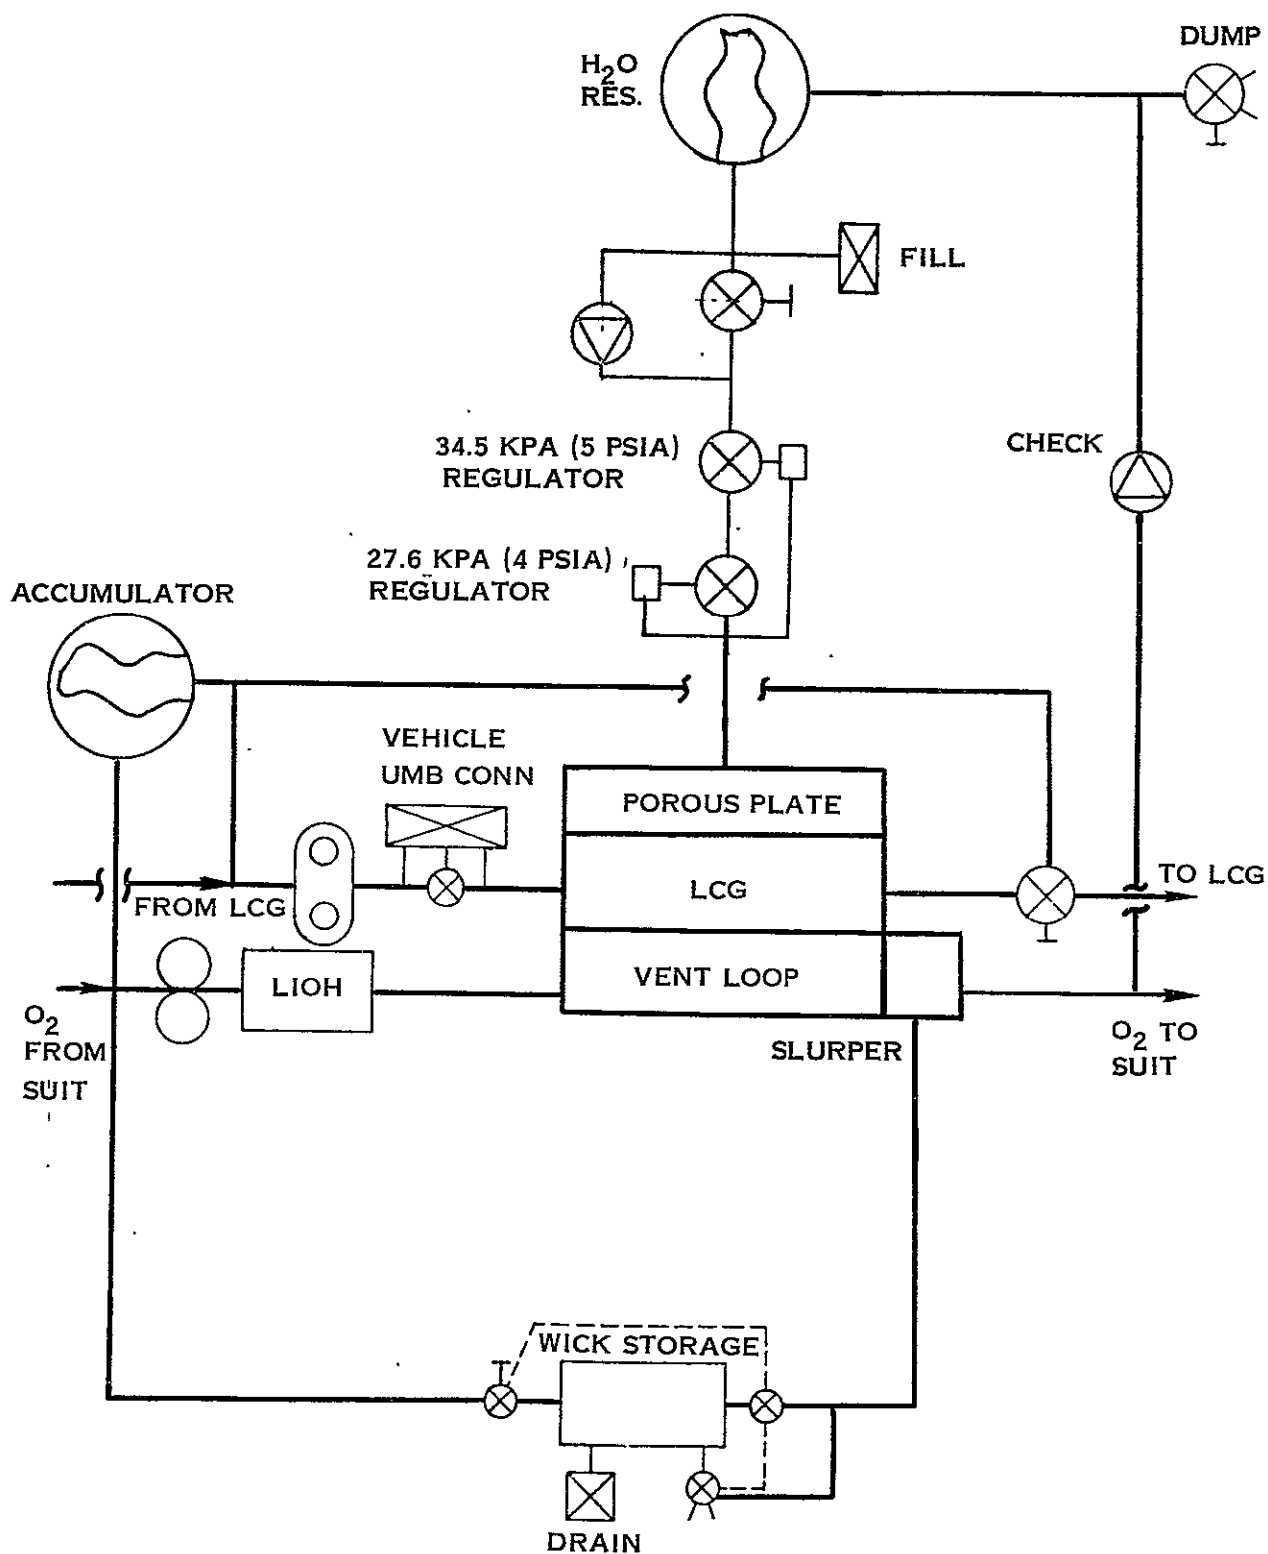 DUMP
H2O
RES.
FILL
34.5 KPA (5 PSIA)
REGULATOR
CHECK
27.6 KPA (4 PSIA)
REGULATOR
ACCUMULATOR
VEHICLE
UMB CONN
POROUS PLATE
LCG
TO LCG
FROM LCG
VENT LOOP
LIOH
O2
FROM
SUIT
SLURPER
O2 TO
SUIT
WICK STORAGE
DRAIN